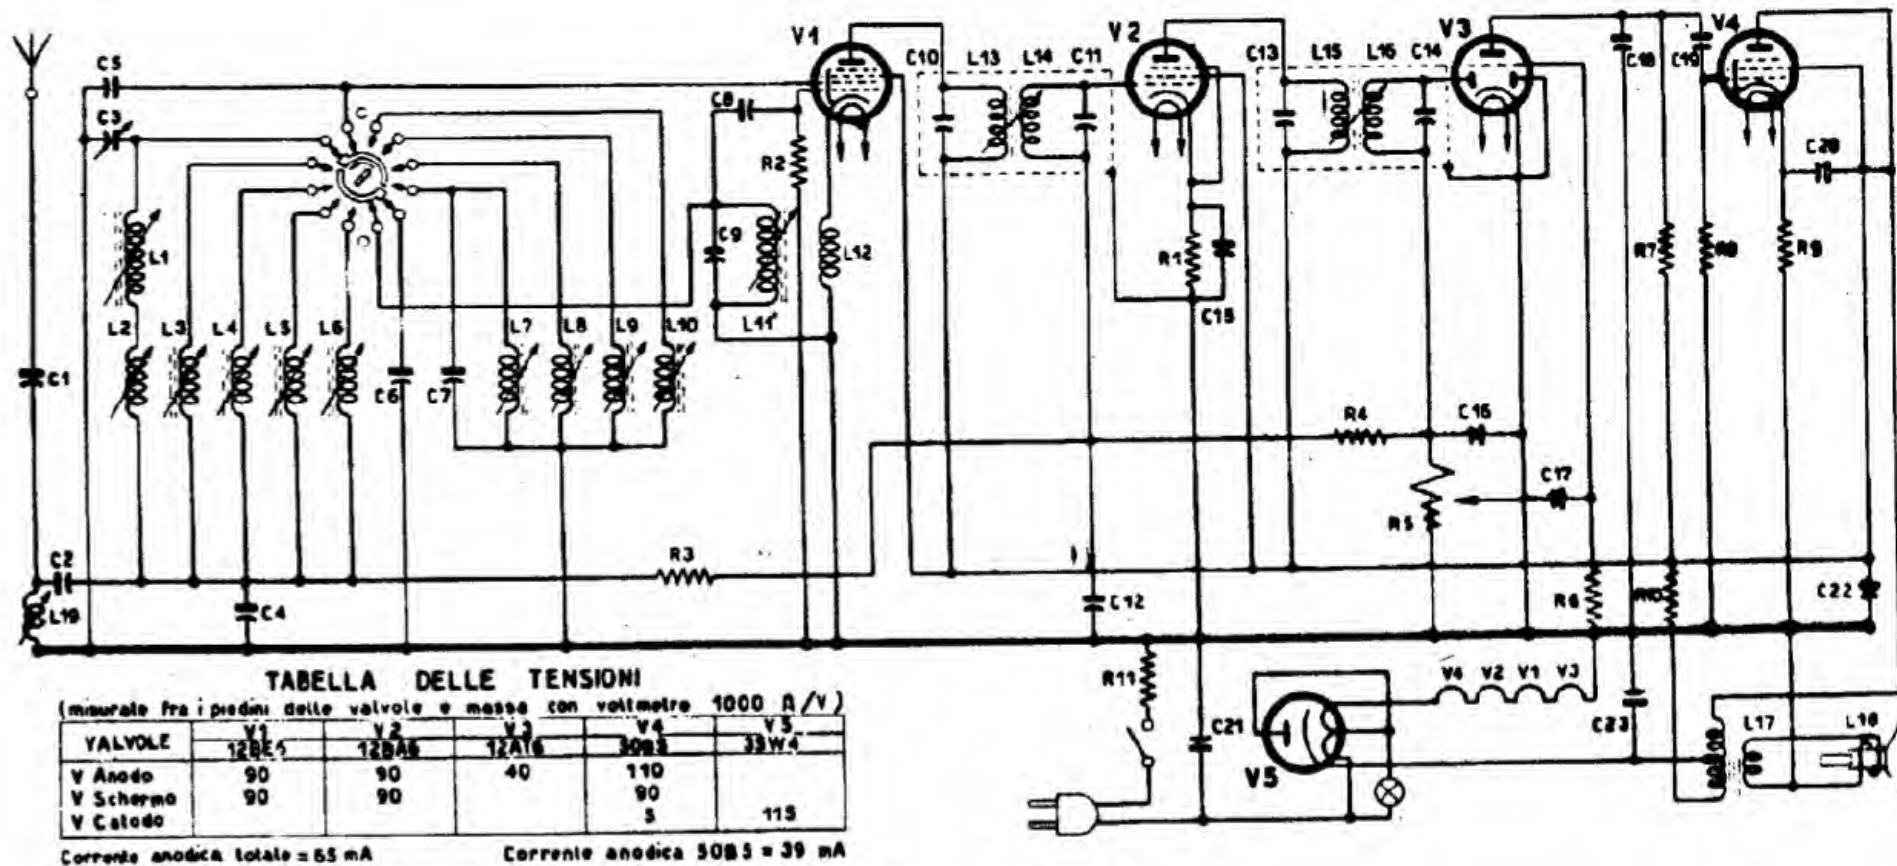 V1
V2
V3
V4
C5
C3
C
C8
R2
C10
L13
L14
C11
C13
L15
L16
C14
C18
C19
C20
L1
C9
L12
R1
C15
R7
R8
R9
L2
L3
L4
L5
L6
L7
L8
L9
L10
L11
C1
C6
C7
R4
C16
C17
R5
C2
R3
L19
C4
C12
R6
R10
C22
C
TABELLA DELLE TENSIONI
(misurate fra i piedini delle valvole e massa con voltmetro 1000 Ω/V)
VALVOLE V1 V2 V3 V4 V5
12BE6 12BA6 12AT6 50B5 35W4
V Anodo 90 90 40 110
V Schermo 90 90 90
V Catodo 5 115
Corrente anodica totale = 65 mA Corrente anodica 50B5 = 39 mA
R11
C21
V5
V4 V2 V1 V3
C23
L17
L18